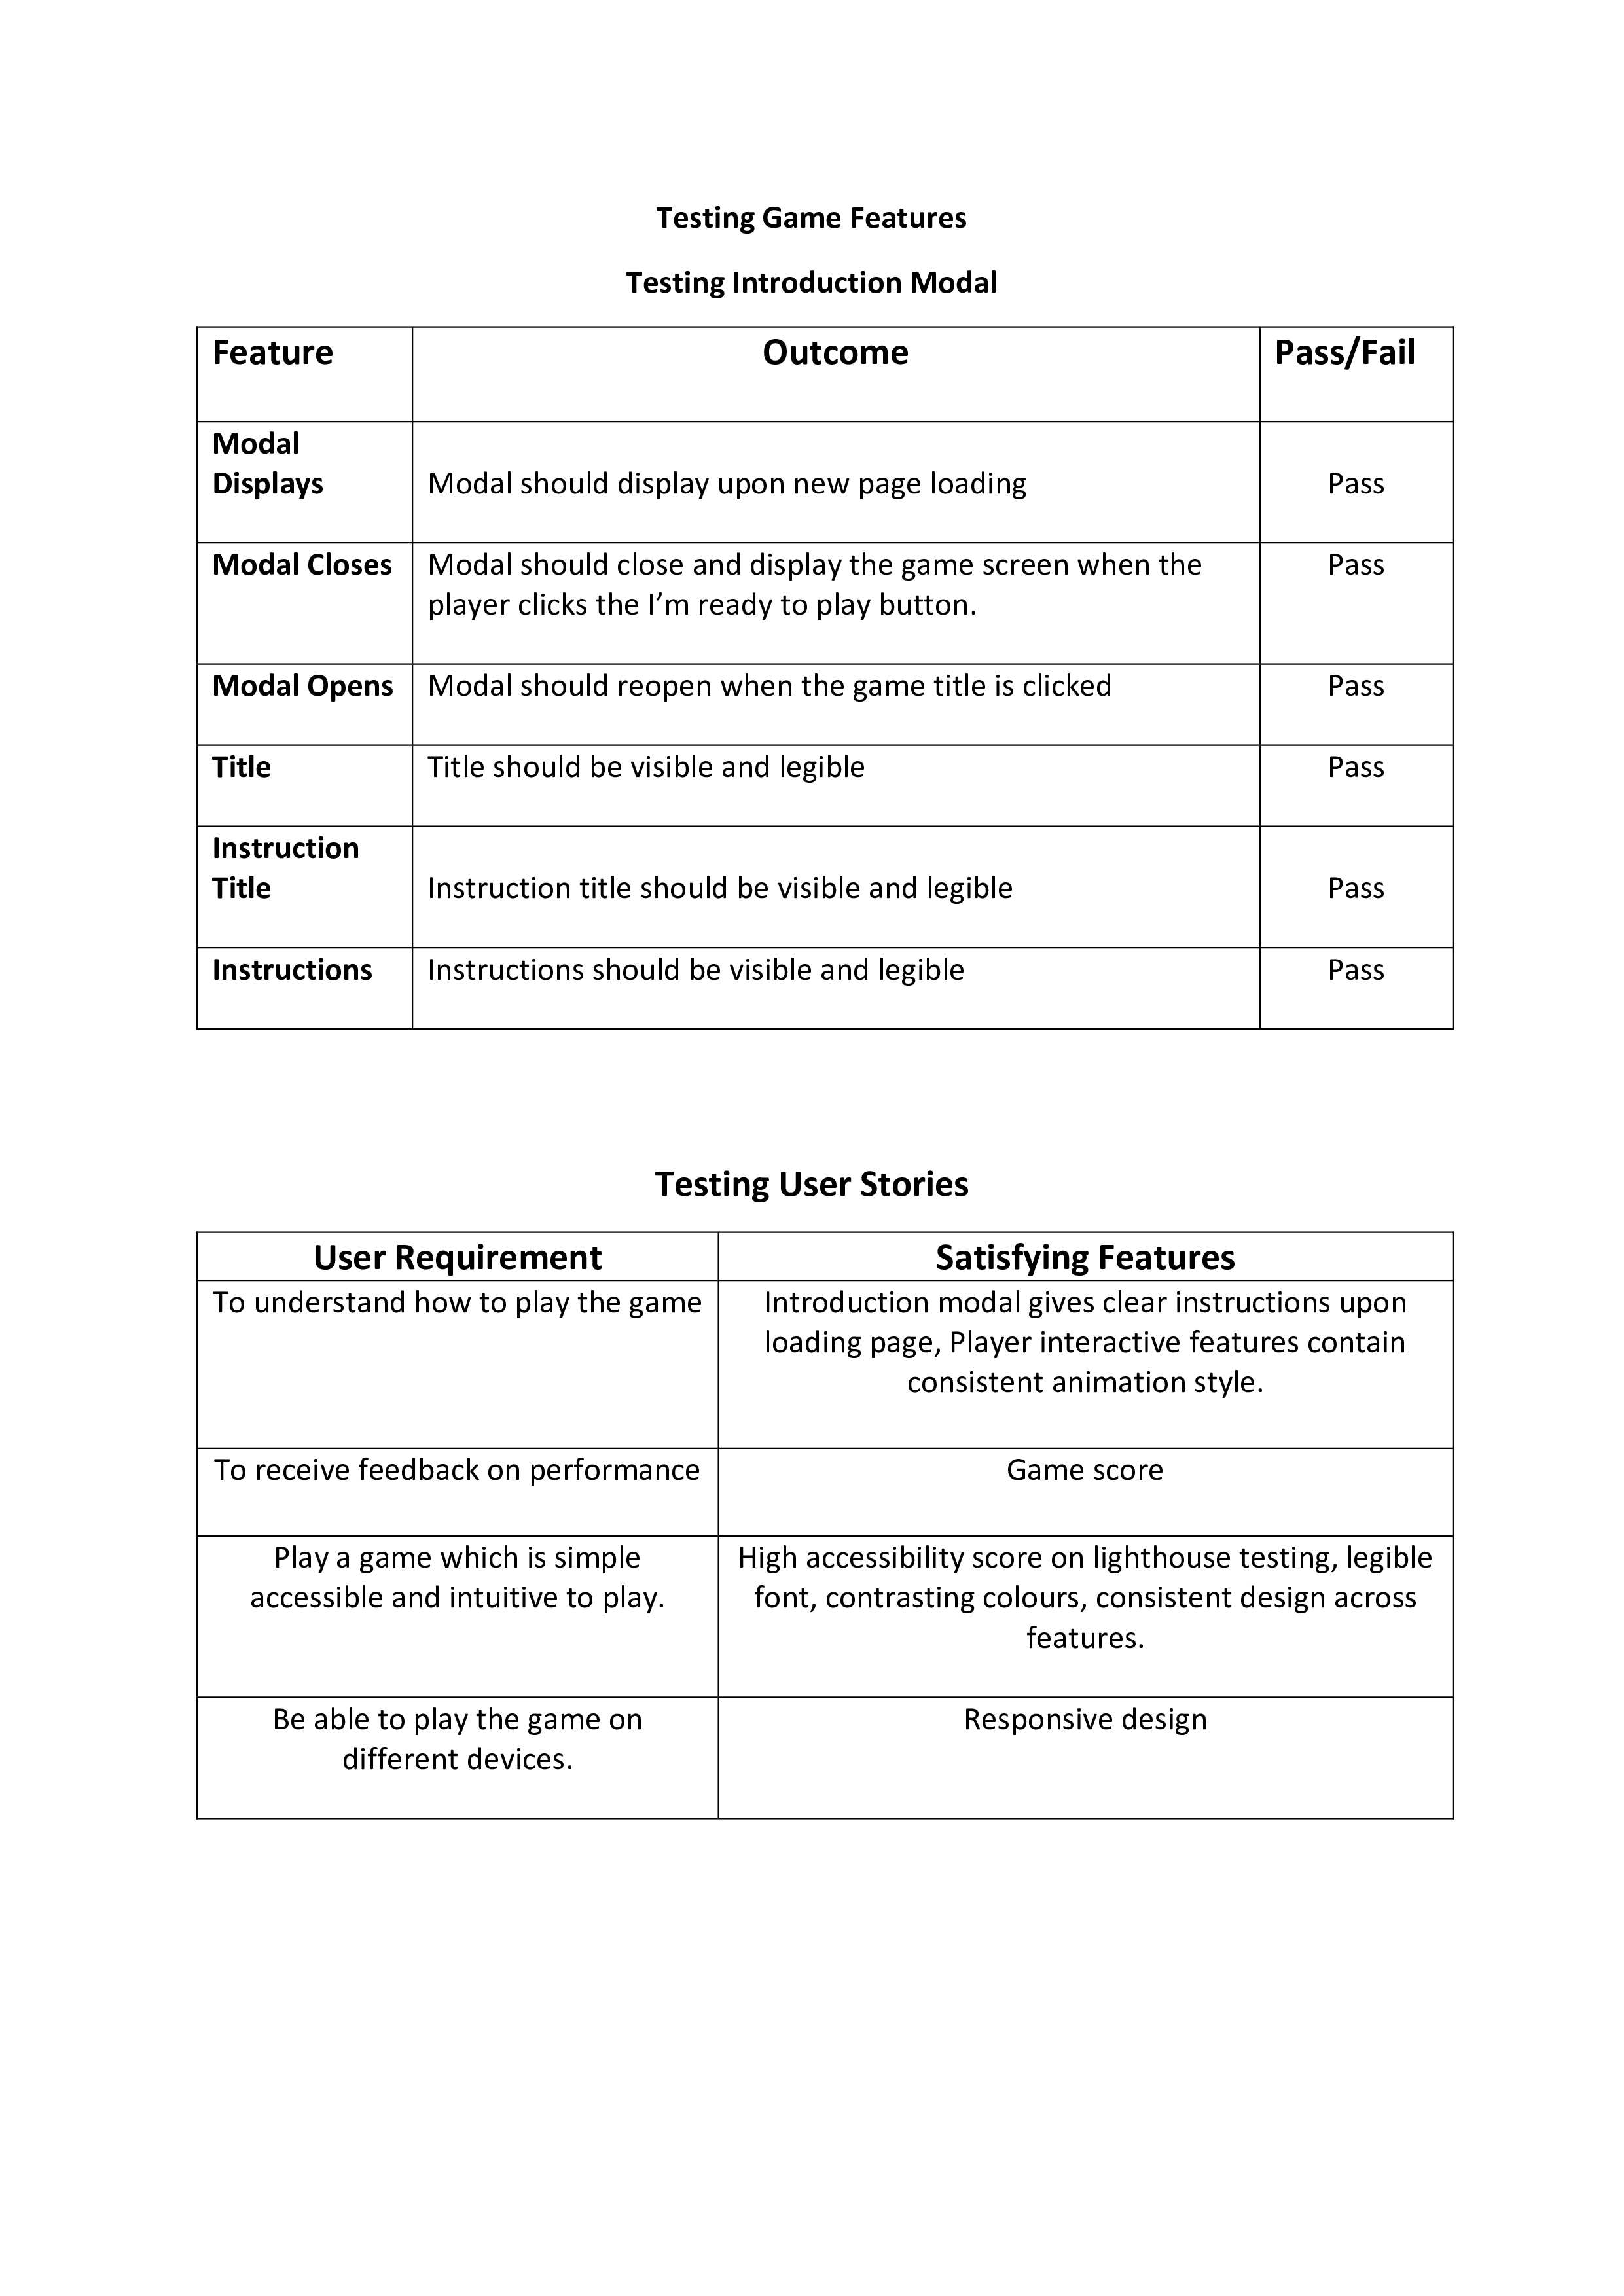 Testing Game Features
Testing Introduction Modal
Feature Outcome Pass/Fail
Modal
Displays Modal should display upon new page loading Pass
Modal Closes Modal should close and display the game screen when the Pass
player clicks the I’m ready to play button.
Modal Opens Modal should reopen when the game title is clicked Pass
Title Title should be visible and legible Pass
Instruction
Title Instruction title should be visible and legible Pass
Instructions Instructions should be visible and legible Pass
Testing User Stories
User Requirement Satisfying Features
To understand how to play the game Introduction modal gives clear instructions upon
loading page, Player interactive features contain
consistent animation style.
To receive feedback on performance Game score
Play a game which is simple High accessibility score on lighthouse testing, legible
accessible and intuitive to play. font, contrasting colours, consistent design across
features.
Be able to play the game on Responsive design
different devices.